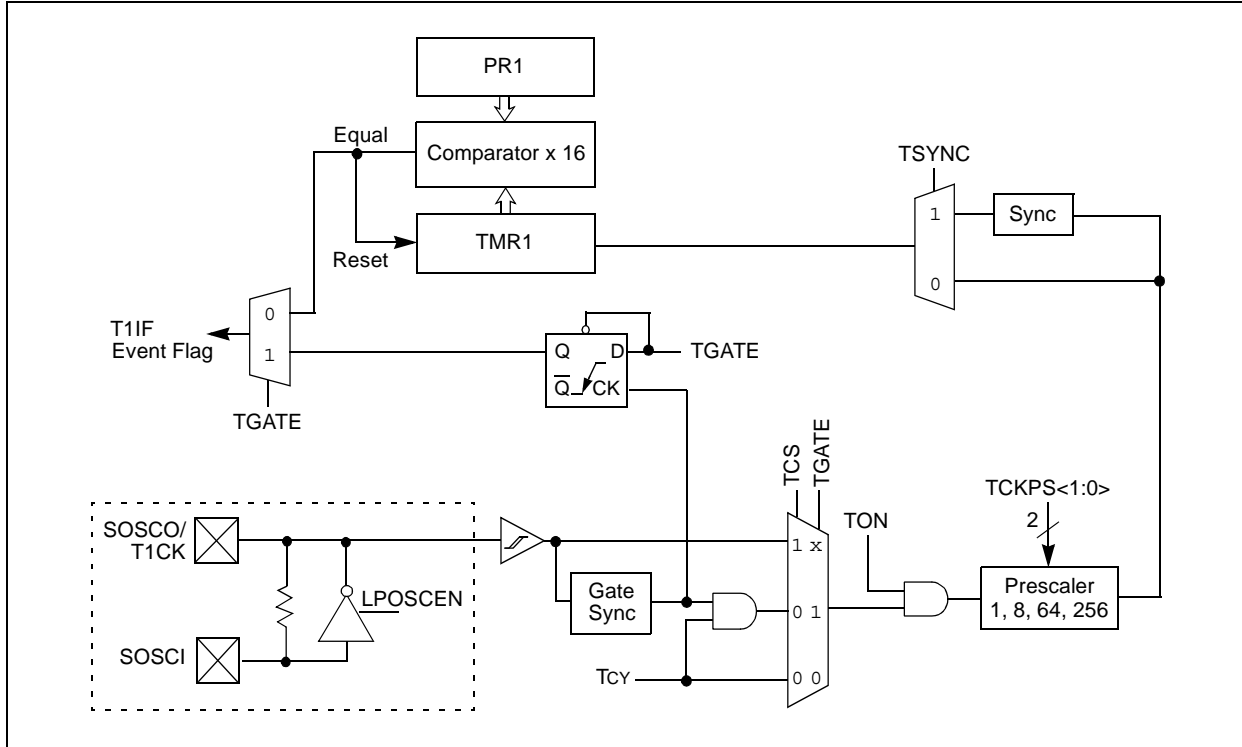 PR1
Equal
Comparator x 16
TSYNC
1
Sync
TMR1
Reset
0
0
T1IF
Event Flag
1
Q
D
TGATE
Q
CK
TGATE
TCS
TGATE
TCKPS<1:0>
2
TON
SOSCO/
T1CK
1 x
Prescaler
1, 8, 64, 256
LPOSCEN
Gate
Sync
0 1
SOSCI
TCY
0 0